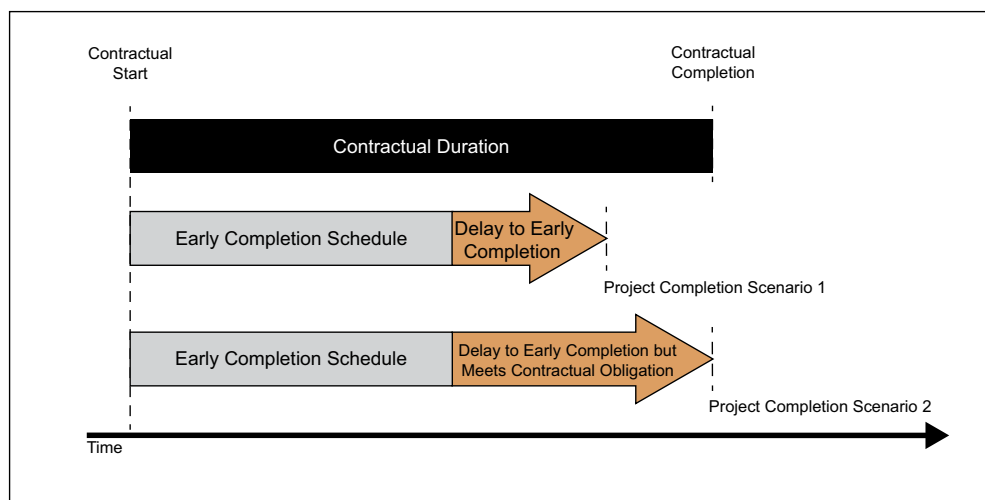 Contractual
Start
Contractual
Completion
Contractual Duration
Early Completion Schedule
Delay to Early
Completion
Project Completion Scenario 1
Early Completion Schedule
Delay to Early Completion but
Meets Contractual Obligation
Project Completion Scenario 2
Time